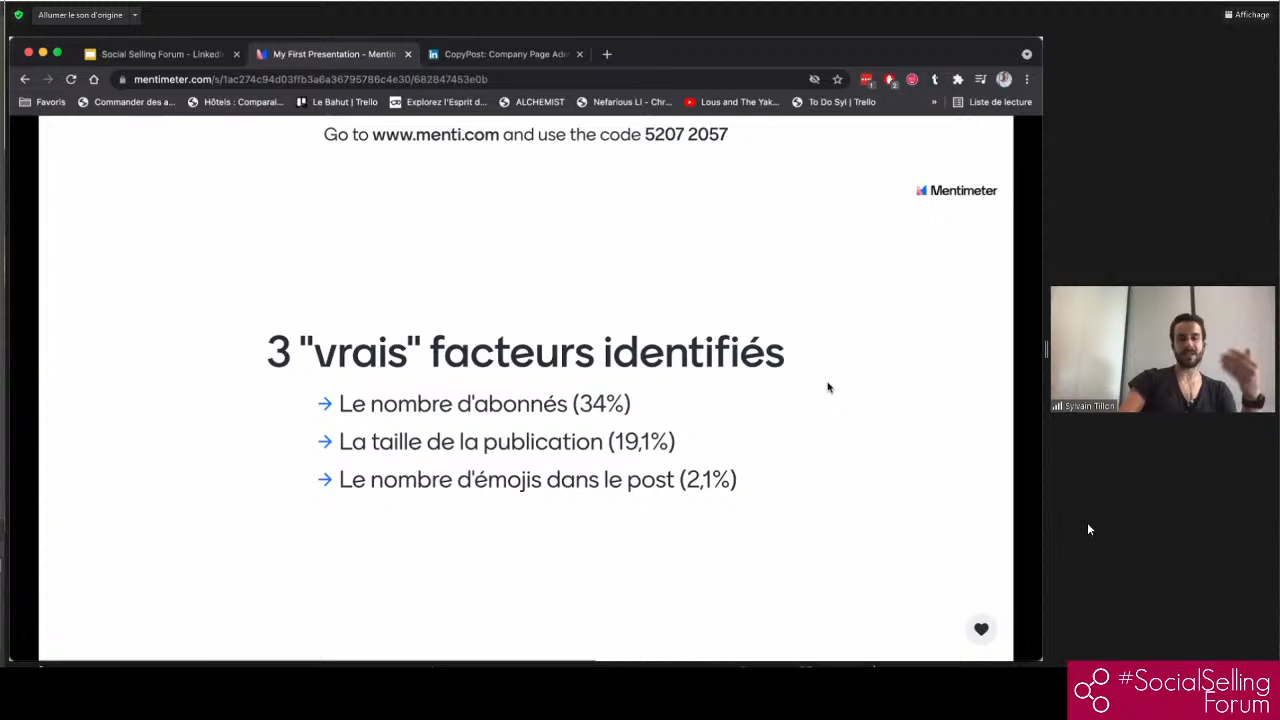 Allumer le son d'origine
Affichage
Social Selling Forum - LinkedI
My First Presentation - Mentim
CopyPost: Company Page Adm
mentimeter.com/s/1ac274c94d03ffb3a6a36795786c4e30/682847453e0b
Favoris
Commander des a...
Hôtels : Comparai...
Le Bahut | Trello
Explorez l'Esprit d...
ALCHEMIST
Nefarious LI - Chr...
Lous and The Yak...
To Do Syl | Trello
»
Liste de lecture
Go to www.menti.com and use the code 5207 2057
Mentimeter
3 "vrais" facteurs identifiés
→ Le nombre d'abonnés (34%)
→ La taille de la publication (19,1%)
→ Le nombre d'émojis dans le post (2,1%)
Sylvain Tillon
#SocialSelling
Forum